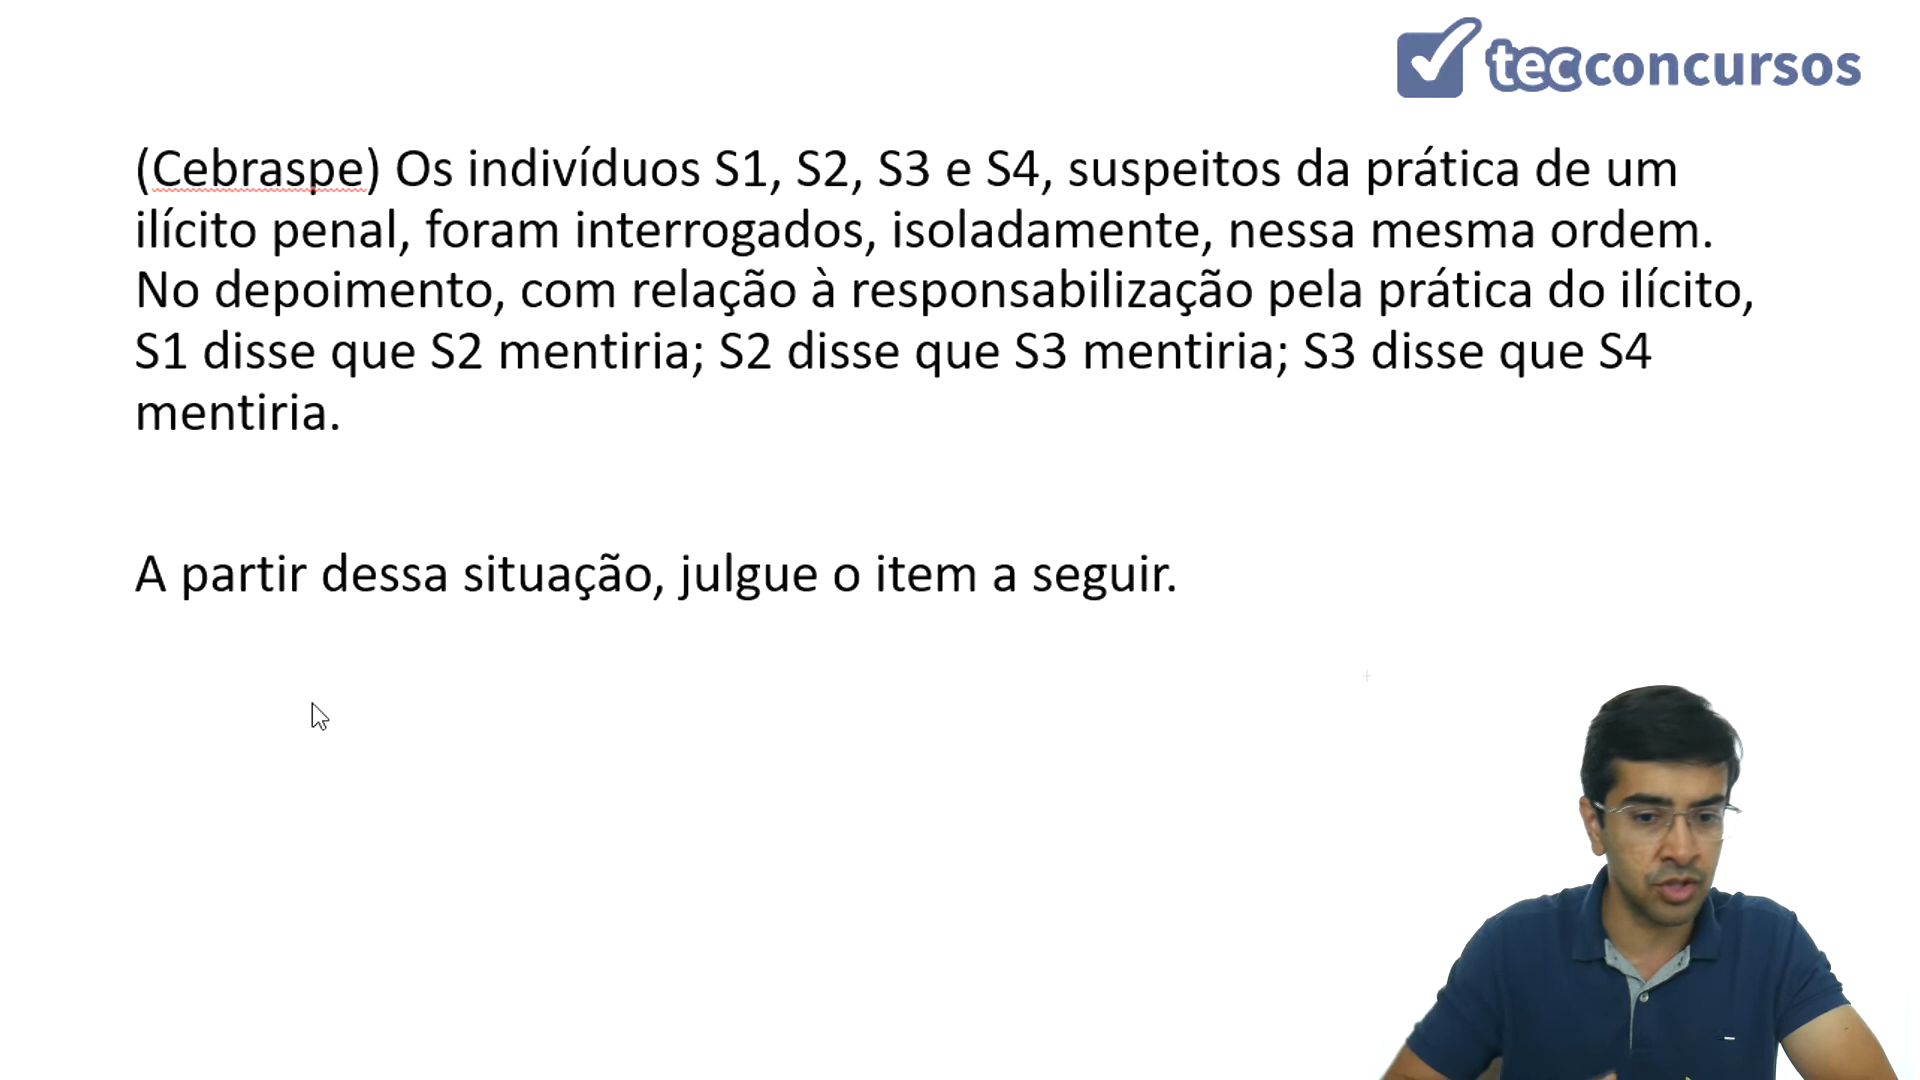 tecconcursos
(Cebraspe) Os indivíduos S1, S2, S3 e S4, suspeitos da prática de um
ilícito penal, foram interrogados, isoladamente, nessa mesma ordem.
No depoimento, com relação à responsabilização pela prática do ilícito,
S1 disse que S2 mentiria; S2 disse que S3 mentiria; S3 disse que S4
mentiria.
A partir dessa situação, julgue o item a seguir.